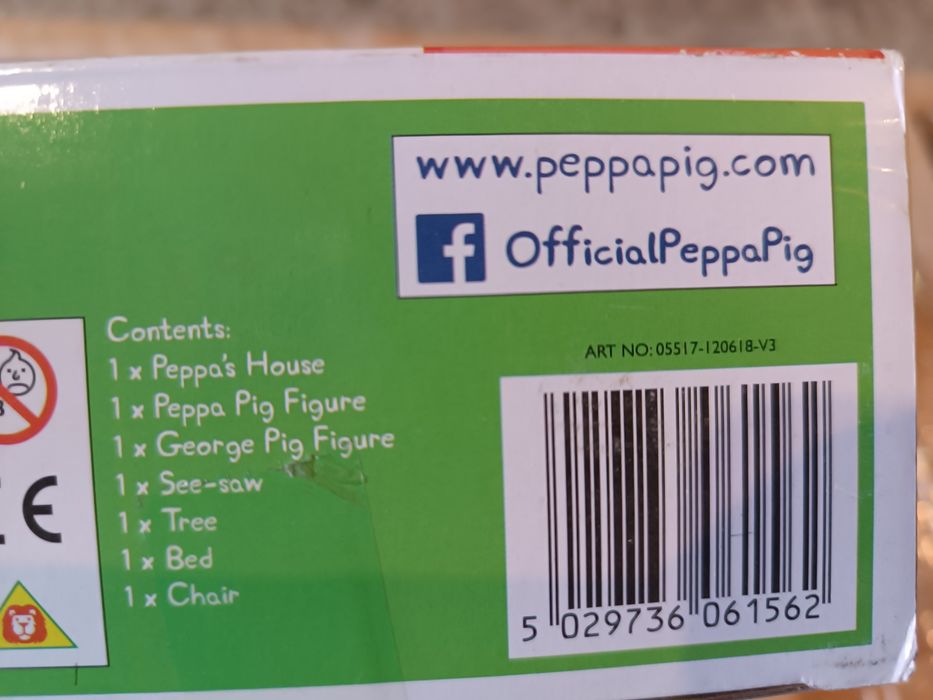 www.peppapig.com
f OfficialPeppaPig
Contents:
1 x Peppa's House
1 x Peppa Pig Figure
1 x George Pig Figure
1 x See-saw
1 x Tree
1 x Bed
1 x Chair
CE
ART NO: 05517-120618-V3
5 029736 061562